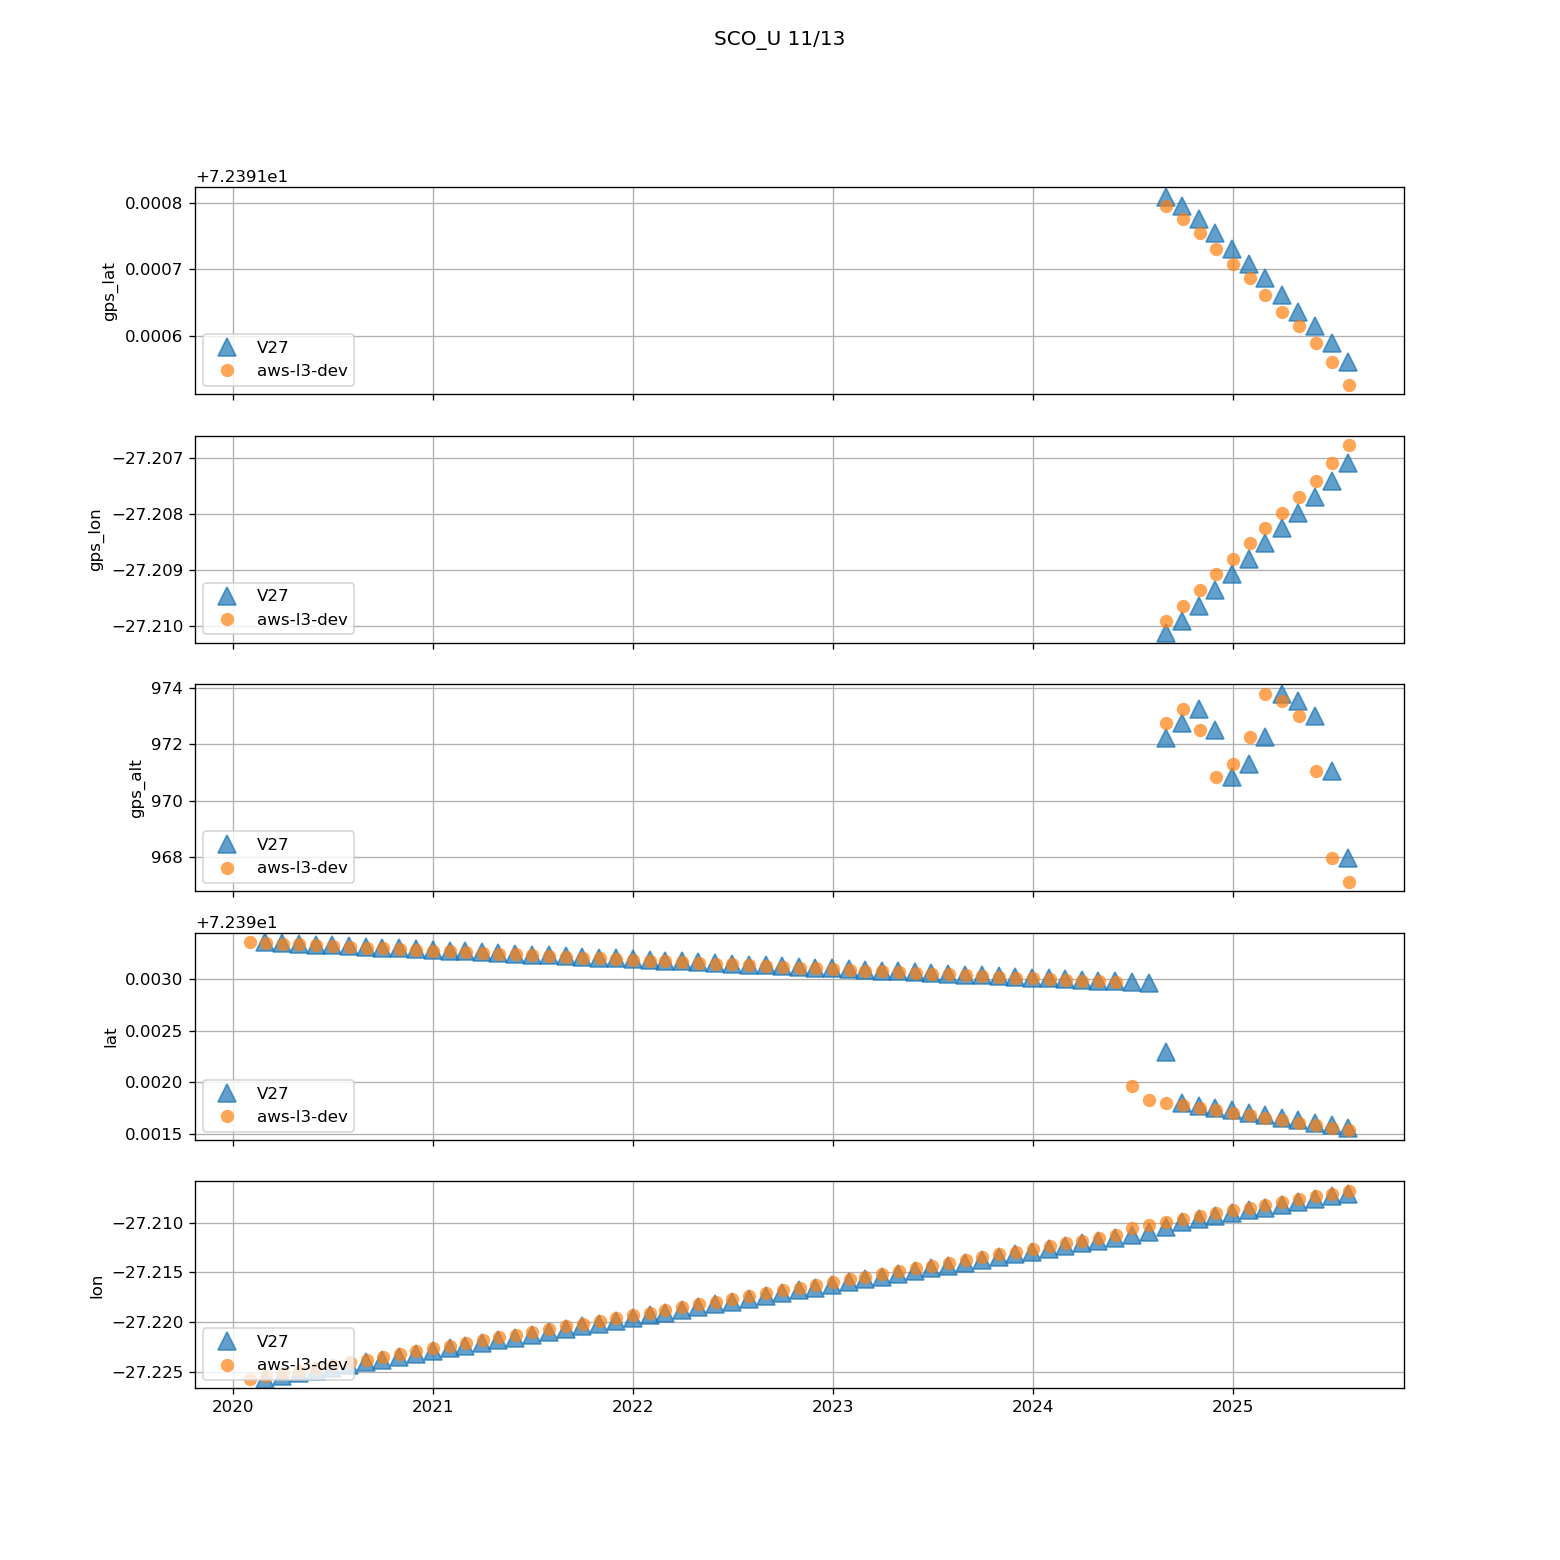 SCO_U 11/13
+7.2391e1
0.0008
0.0007
0.0006
gps_lat
V27
aws-l3-dev
−27.207
−27.208
−27.209
−27.210
gps_lon
V27
aws-l3-dev
974
972
970
968
gps_alt
V27
aws-l3-dev
+7.239e1
0.0030
0.0025
0.0020
0.0015
lat
V27
aws-l3-dev
−27.210
−27.215
−27.220
−27.225
lon
V27
aws-l3-dev
2020 2021 2022 2023 2024 2025